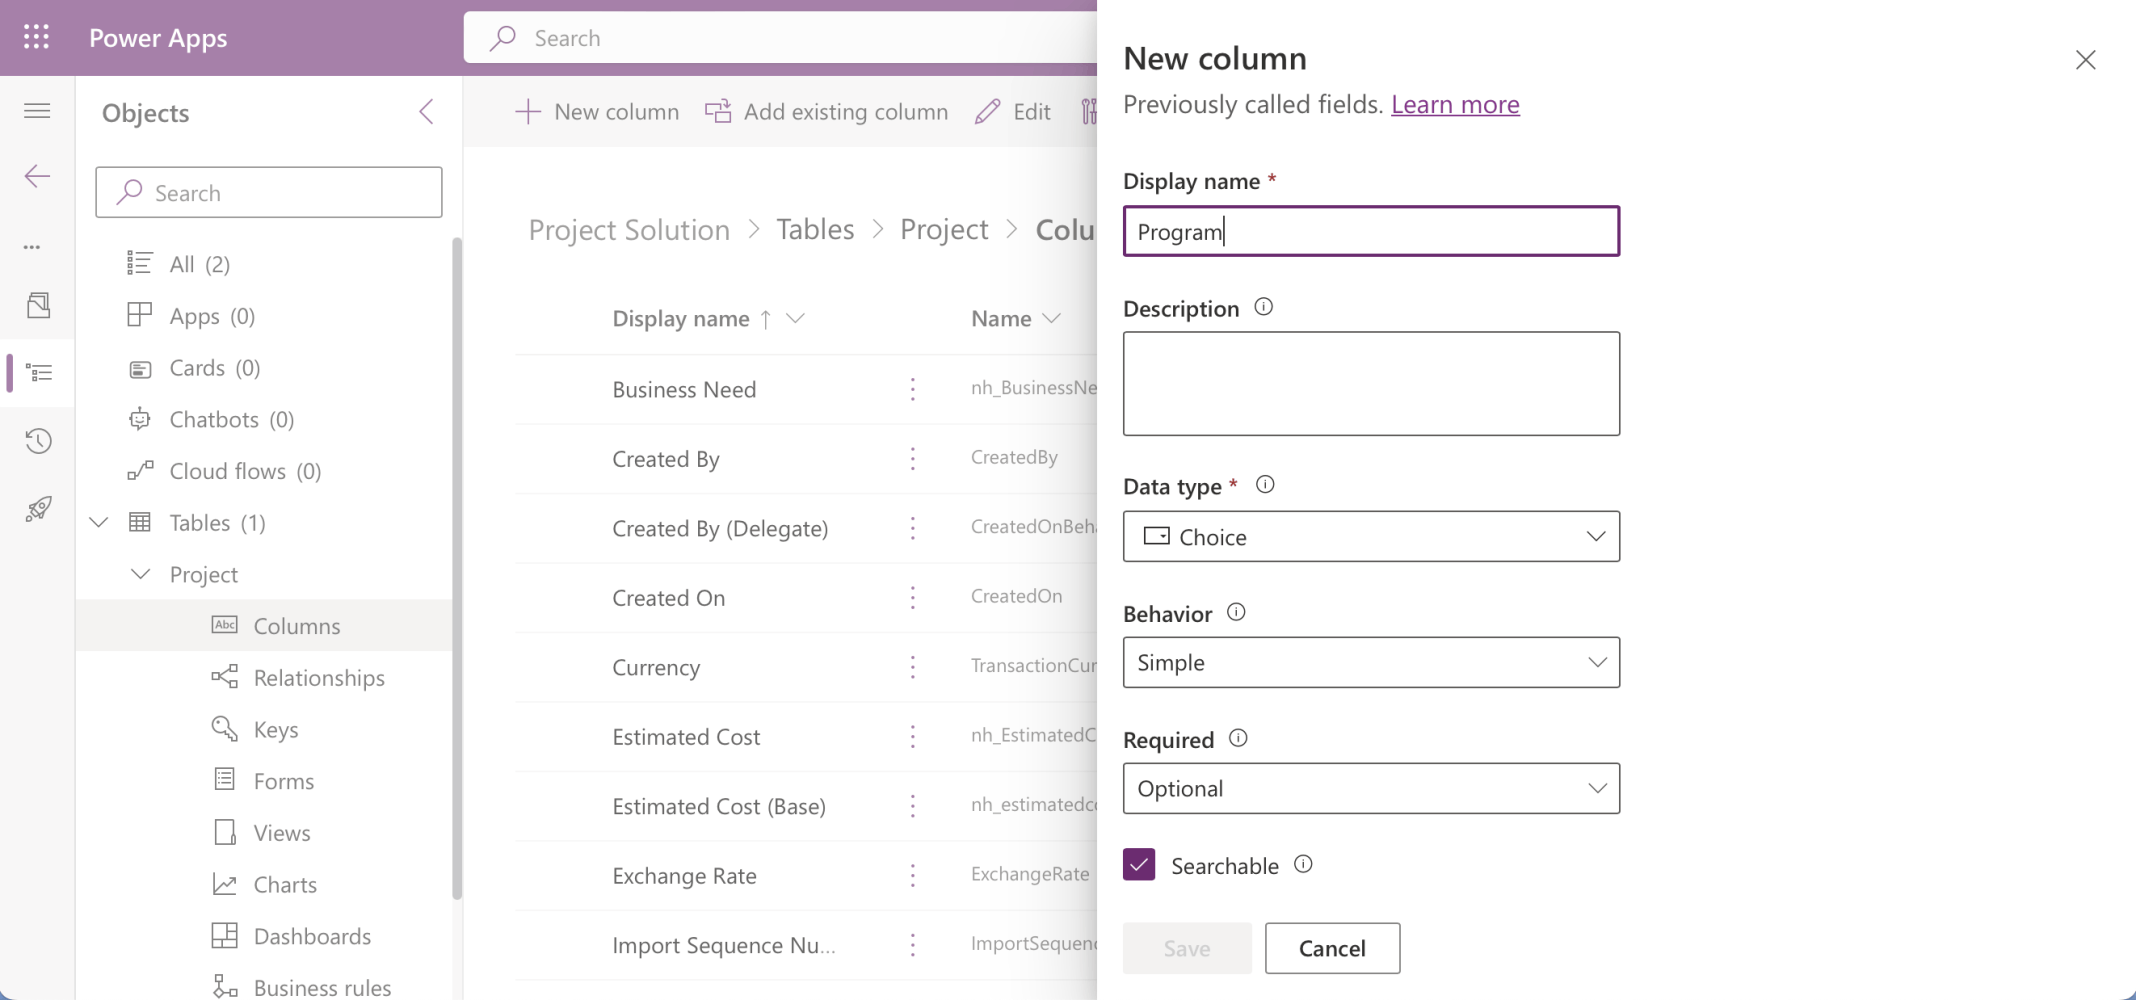 Power Apps
Search
Objects
Search
All (2)
Apps (0)
Cards (0)
Chatbots (0)
Cloud flows (0)
Tables (1)
Project
Abc Columns
Relationships
Keys
Forms
Views
Charts
Dashboards
Business rules
New column Add existing column Edit
Project Solution > Tables > Project > Colu
Display name ↑ Name
Business Need nh_BusinessNe
Created By CreatedBy
Created By (Delegate) CreatedOnBeha
Created On CreatedOn
Currency TransactionCur
Estimated Cost nh_EstimatedC
Estimated Cost (Base) nh_estimatedco
Exchange Rate ExchangeRate
Import Sequence Nu... ImportSequenc
New column
Previously called fields. Learn more
Display name *
Program
Description
Data type *
Choice
Behavior
Simple
Required
Optional
Searchable
Save Cancel